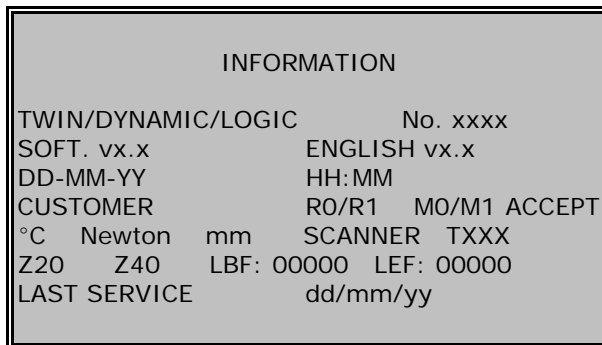 INFORMATION
TWIN/DYNAMIC/LOGIC No. xxxx
SOFT. vx.x ENGLISH vx.x
DD-MM-YY HH:MM
CUSTOMER R0/R1 M0/M1 ACCEPT
°C Newton mm SCANNER TXXX
Z20 Z40 LBF: 00000 LEF: 00000
LAST SERVICE dd/mm/yy